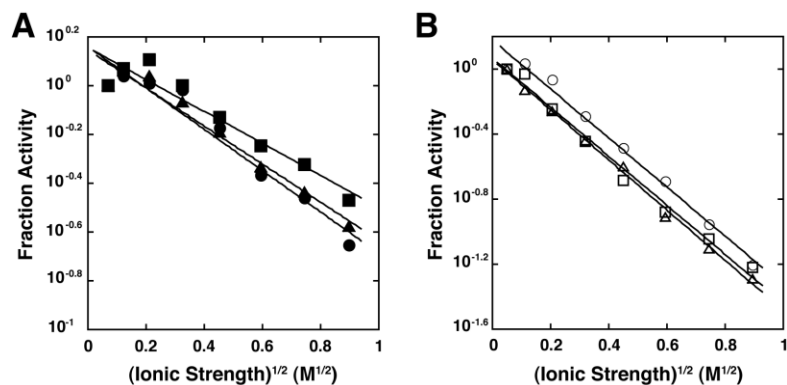 A
Fraction Activity
10^0.2
10^0
10^-0.2
10^-0.4
10^-0.6
10^-0.8
10^-1
0 0.2 0.4 0.6 0.8 1
(Ionic Strength)^1/2 (M^1/2)
B
Fraction Activity
10^0
10^-0.4
10^-0.8
10^-1.2
10^-1.6
0 0.2 0.4 0.6 0.8 1
(Ionic Strength)^1/2 (M^1/2)